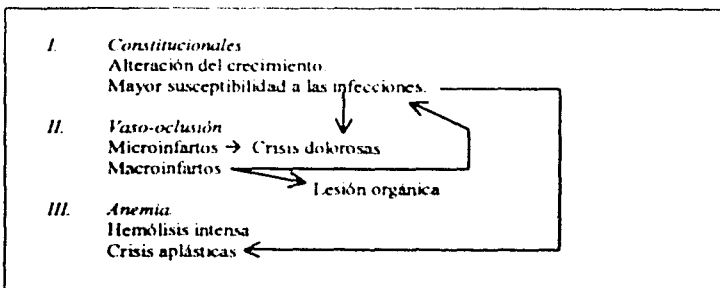 I. Constitucionales
Alteración del crecimiento.
Mayor susceptibilidad a las infecciones.
II. Vaso-oclusión
Microinfartos → Crisis dolorosas
Macroinfartos
Lesión orgánica
III. Anemia
Hemólisis intensa
Crisis aplásticas